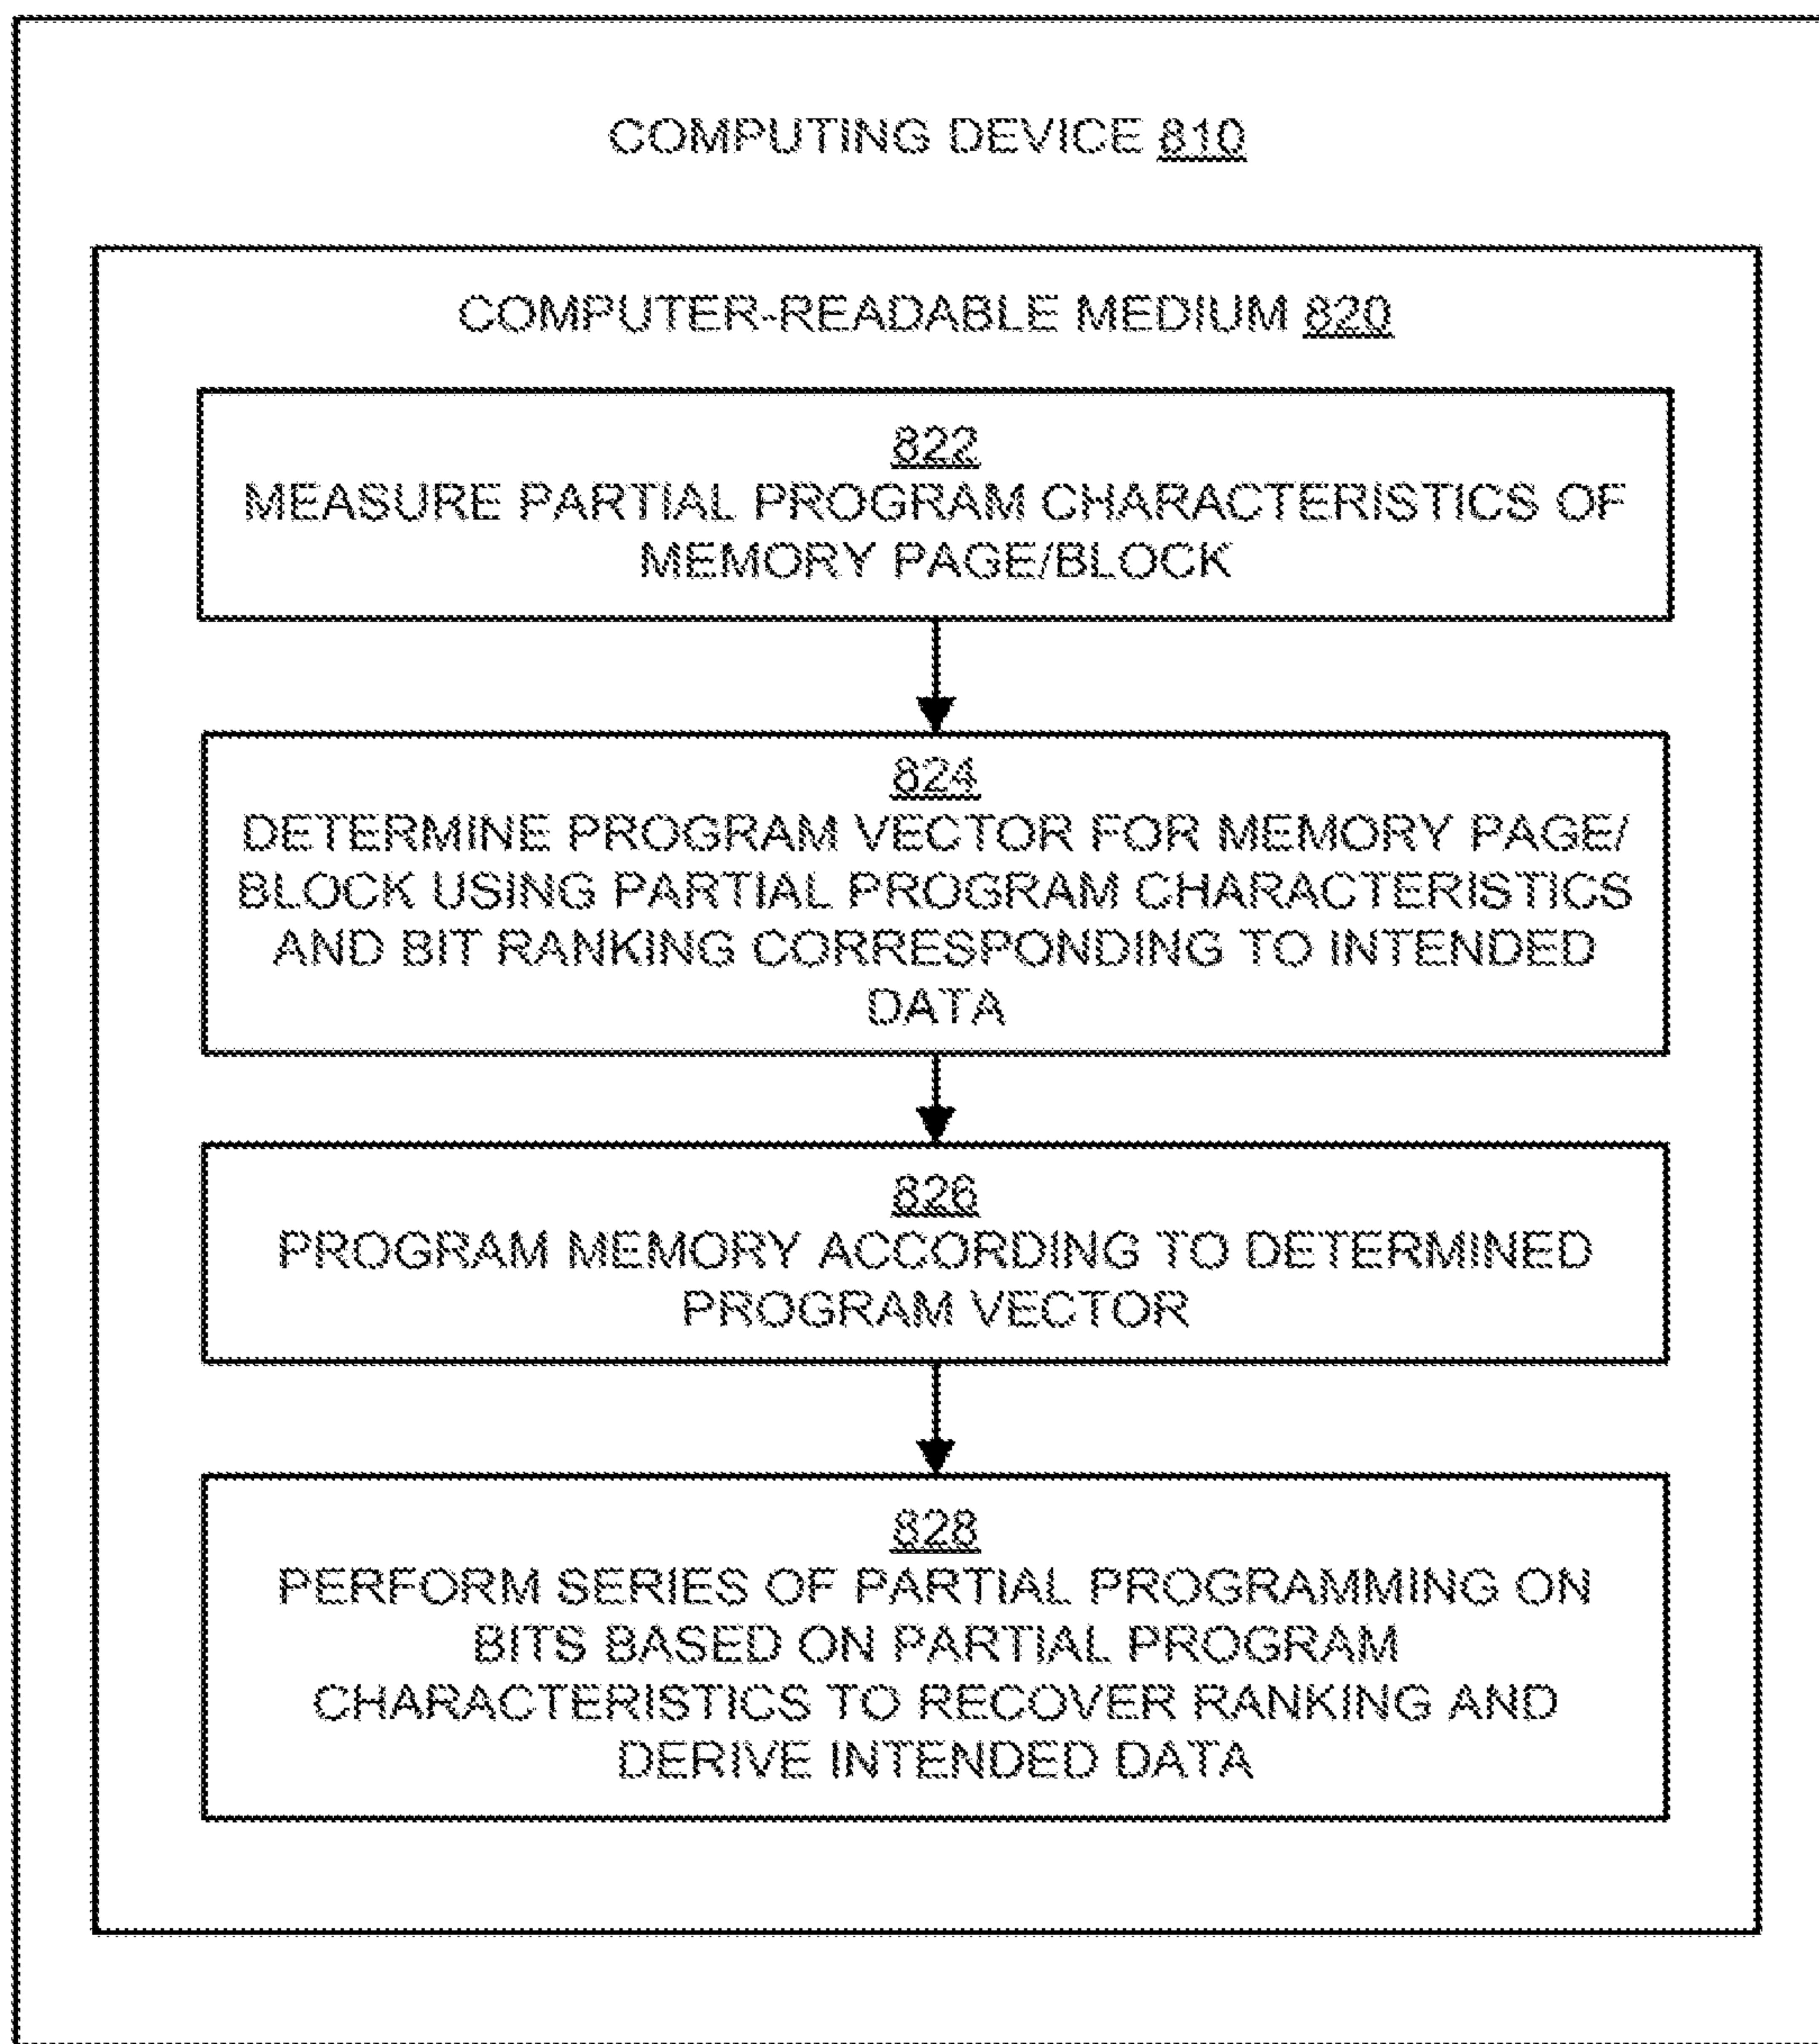 COMPUTING DEVICE 810
COMPUTER-READABLE MEDIUM 820
822
MEASURE PARTIAL PROGRAM CHARACTERISTICS OF
MEMORY PAGE/BLOCK
824
DETERMINE PROGRAM VECTOR FOR MEMORY PAGE/
BLOCK USING PARTIAL PROGRAM CHARACTERISTICS
AND BIT RANKING CORRESPONDING TO INTENDED
DATA
826
PROGRAM MEMORY ACCORDING TO DETERMINED
PROGRAM VECTOR
828
PERFORM SERIES OF PARTIAL PROGRAMMING ON
BITS BASED ON PARTIAL PROGRAM
CHARACTERISTICS TO RECOVER RANKING AND
DERIVE INTENDED DATA